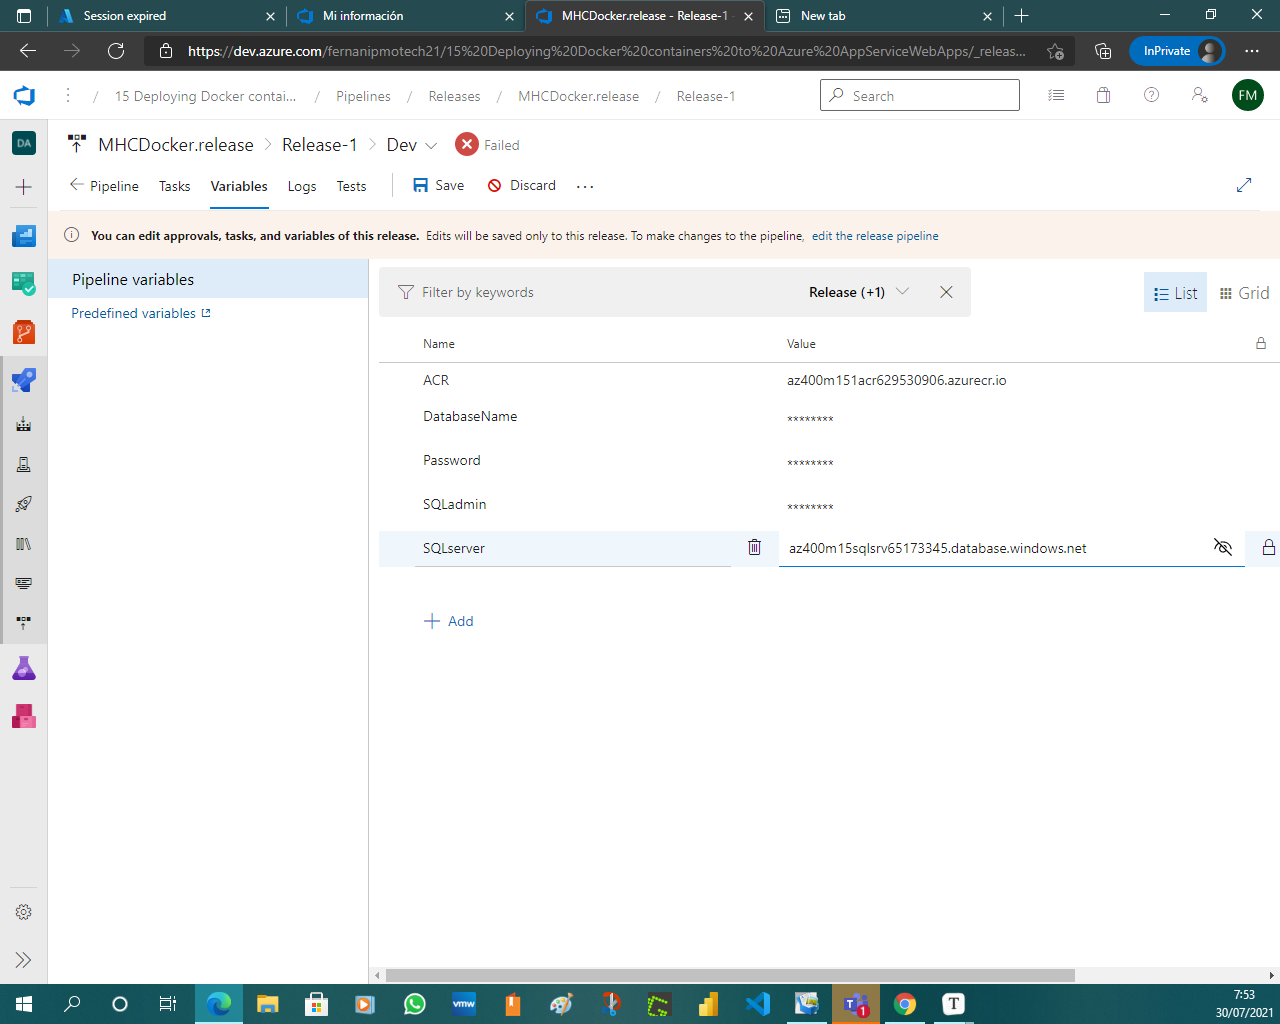 Session expired
Mi información
MHCDocker.release - Release-1 -
New tab
https://dev.azure.com/fernanipmotech21/15%20Deploying%20Docker%20containers%20to%20Azure%20AppServiceWebApps/_releas...
InPrivate
/ 15 Deploying Docker contai... / Pipelines / Releases / MHCDocker.release / Release-1
Search
FM
DA
MHCDocker.release > Release-1 > Dev Failed
Pipeline Tasks Variables Logs Tests Save Discard ...
You can edit approvals, tasks, and variables of this release. Edits will be saved only to this release. To make changes to the pipeline, edit the release pipeline
Pipeline variables
Predefined variables
Filter by keywords
Release (+1)
List
Grid
Name Value
ACR az400m151acr629530906.azurecr.io
DatabaseName ********
Password ********
SQLadmin ********
SQLserver az400m15sqlsrv65173345.database.windows.net
+ Add
vmw
1
T
7:53
30/07/2021